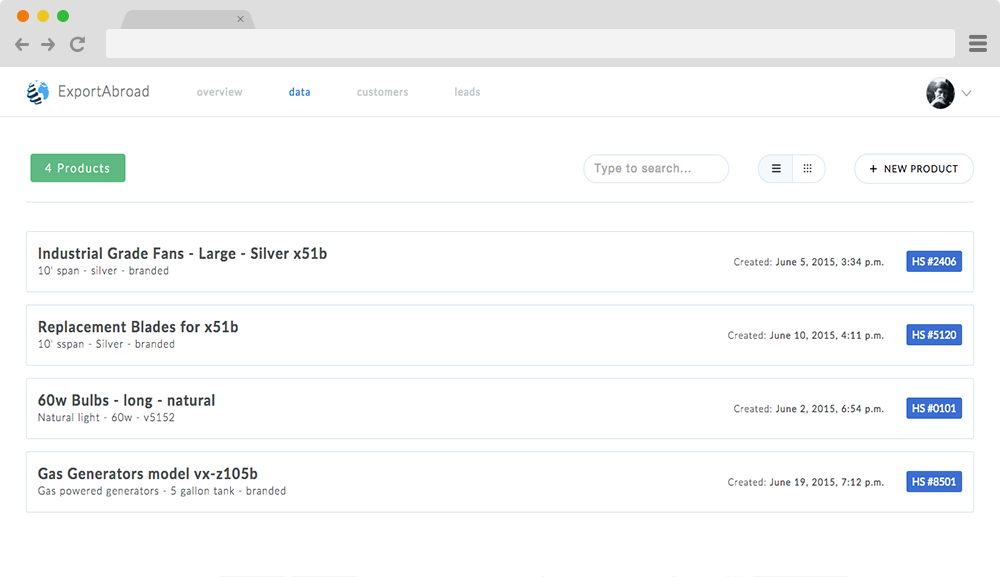 ExportAbroad overview data customers leads
4 Products Type to search... + NEW PRODUCT
Industrial Grade Fans - Large - Silver x51b
10' span - silver - branded
Created: June 5, 2015, 3:34 p.m. HS #2406
Replacement Blades for x51b
10' sspan - Silver - branded
Created: June 10, 2015, 4:11 p.m. HS #5120
60w Bulbs - long - natural
Natural light - 60w - v5152
Created: June 2, 2015, 6:54 p.m. HS #0101
Gas Generators model vx-z105b
Gas powered generators - 5 gallon tank - branded
Created: June 19, 2015, 7:12 p.m. HS #8501